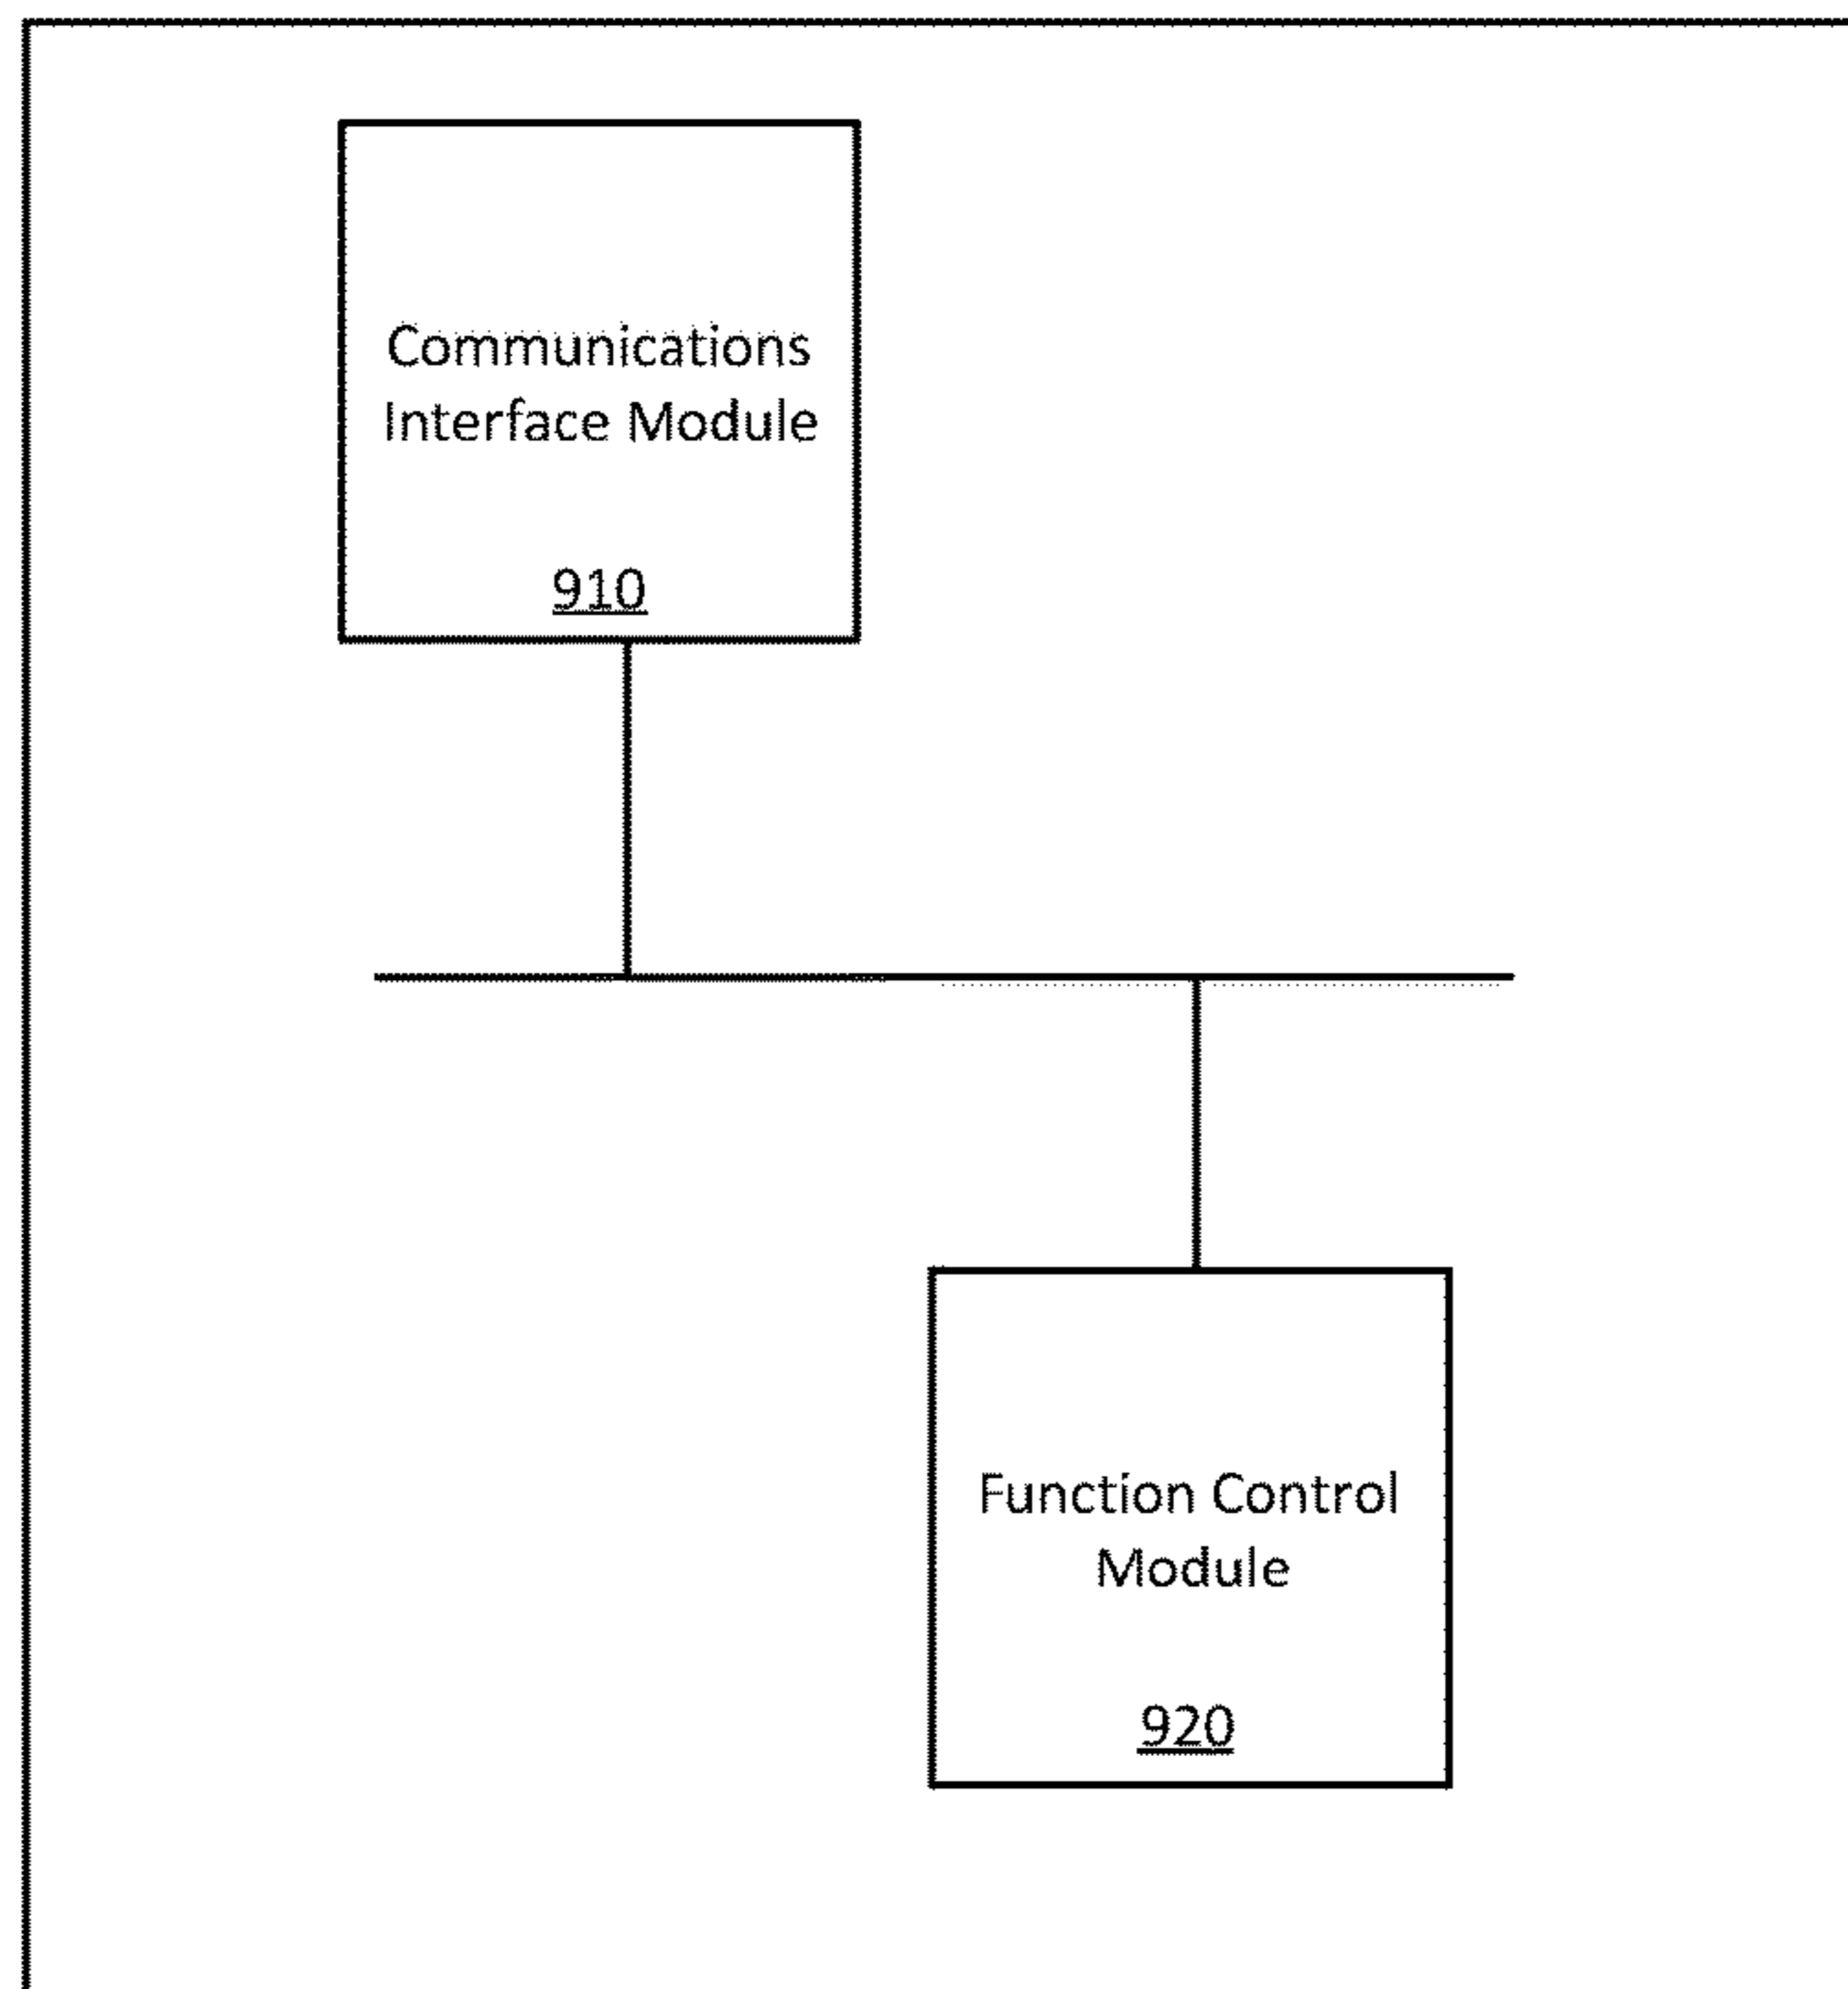 Communications
Interface Module
910
Function Control
Module
920